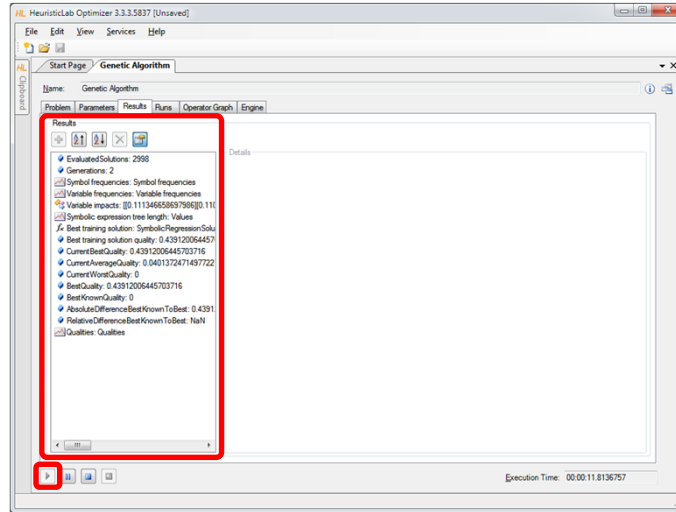 HL HeuristicLab Optimizer 3.3.3.5837 [Unsaved]
File Edit View Services Help
HL Start Page Genetic Algorithm
Clipboard
Name: Genetic Algorithm
Problem Parameters Results Runs Operator Graph Engine
Results
Details
EvaluatedSolutions: 2998
Generations: 2
Symbol frequencies: Symbol frequencies
Variable frequencies: Variable frequencies
Variable impacts: [[0.111346658697986][0.110
Symbolic expression tree length: Values
Best training solution: SymbolicRegressionSolu
Best training solution quality: 0.439120064457
CurrentBestQuality: 0.43912006445703716
CurrentAverageQuality: 0.0401372471497722
CurrentWorstQuality: 0
BestQuality: 0.43912006445703716
BestKnownQuality: 0
AbsoluteDifferenceBestKnownToBest: 0.4391.
RelativeDifferenceBestKnownToBest: NaN
Qualities: Qualities
Execution Time: 00:00:11.8136757